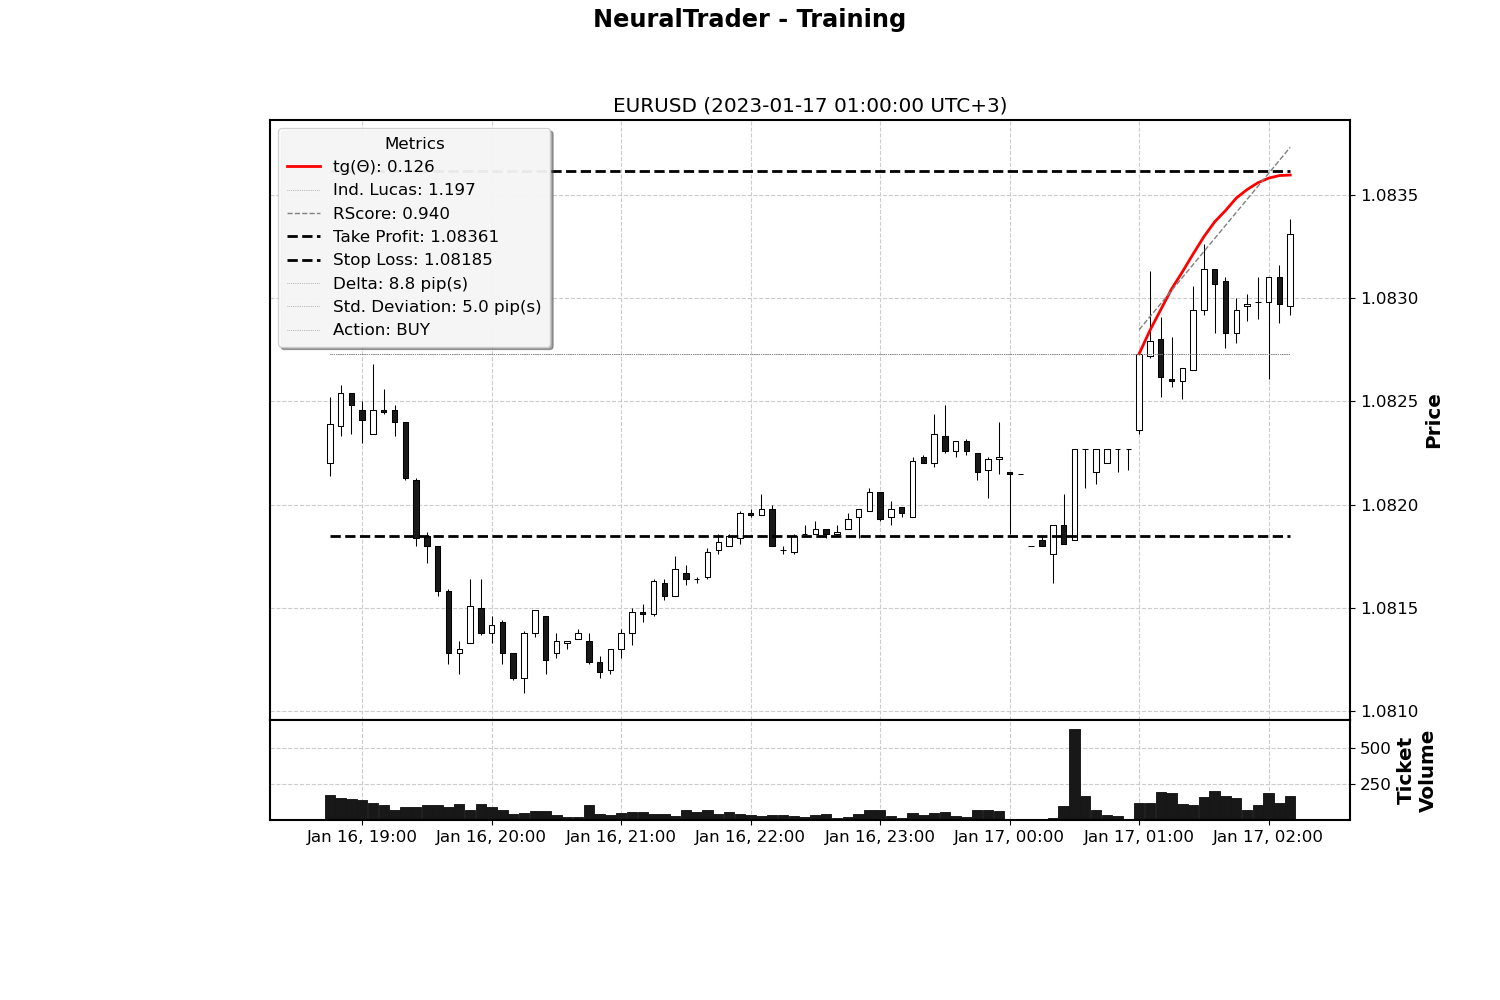 NeuralTrader - Training
EURUSD (2023-01-17 01:00:00 UTC+3)
Metrics
tg(Θ): 0.126
Ind. Lucas: 1.197
RScore: 0.940
Take Profit: 1.08361
Stop Loss: 1.08185
Delta: 8.8 pip(s)
Std. Deviation: 5.0 pip(s)
Action: BUY
1.0835
1.0830
1.0825
1.0820
1.0815
1.0810
Price
500
250
Ticket
Volume
Jan 16, 19:00
Jan 16, 20:00
Jan 16, 21:00
Jan 16, 22:00
Jan 16, 23:00
Jan 17, 00:00
Jan 17, 01:00
Jan 17, 02:00